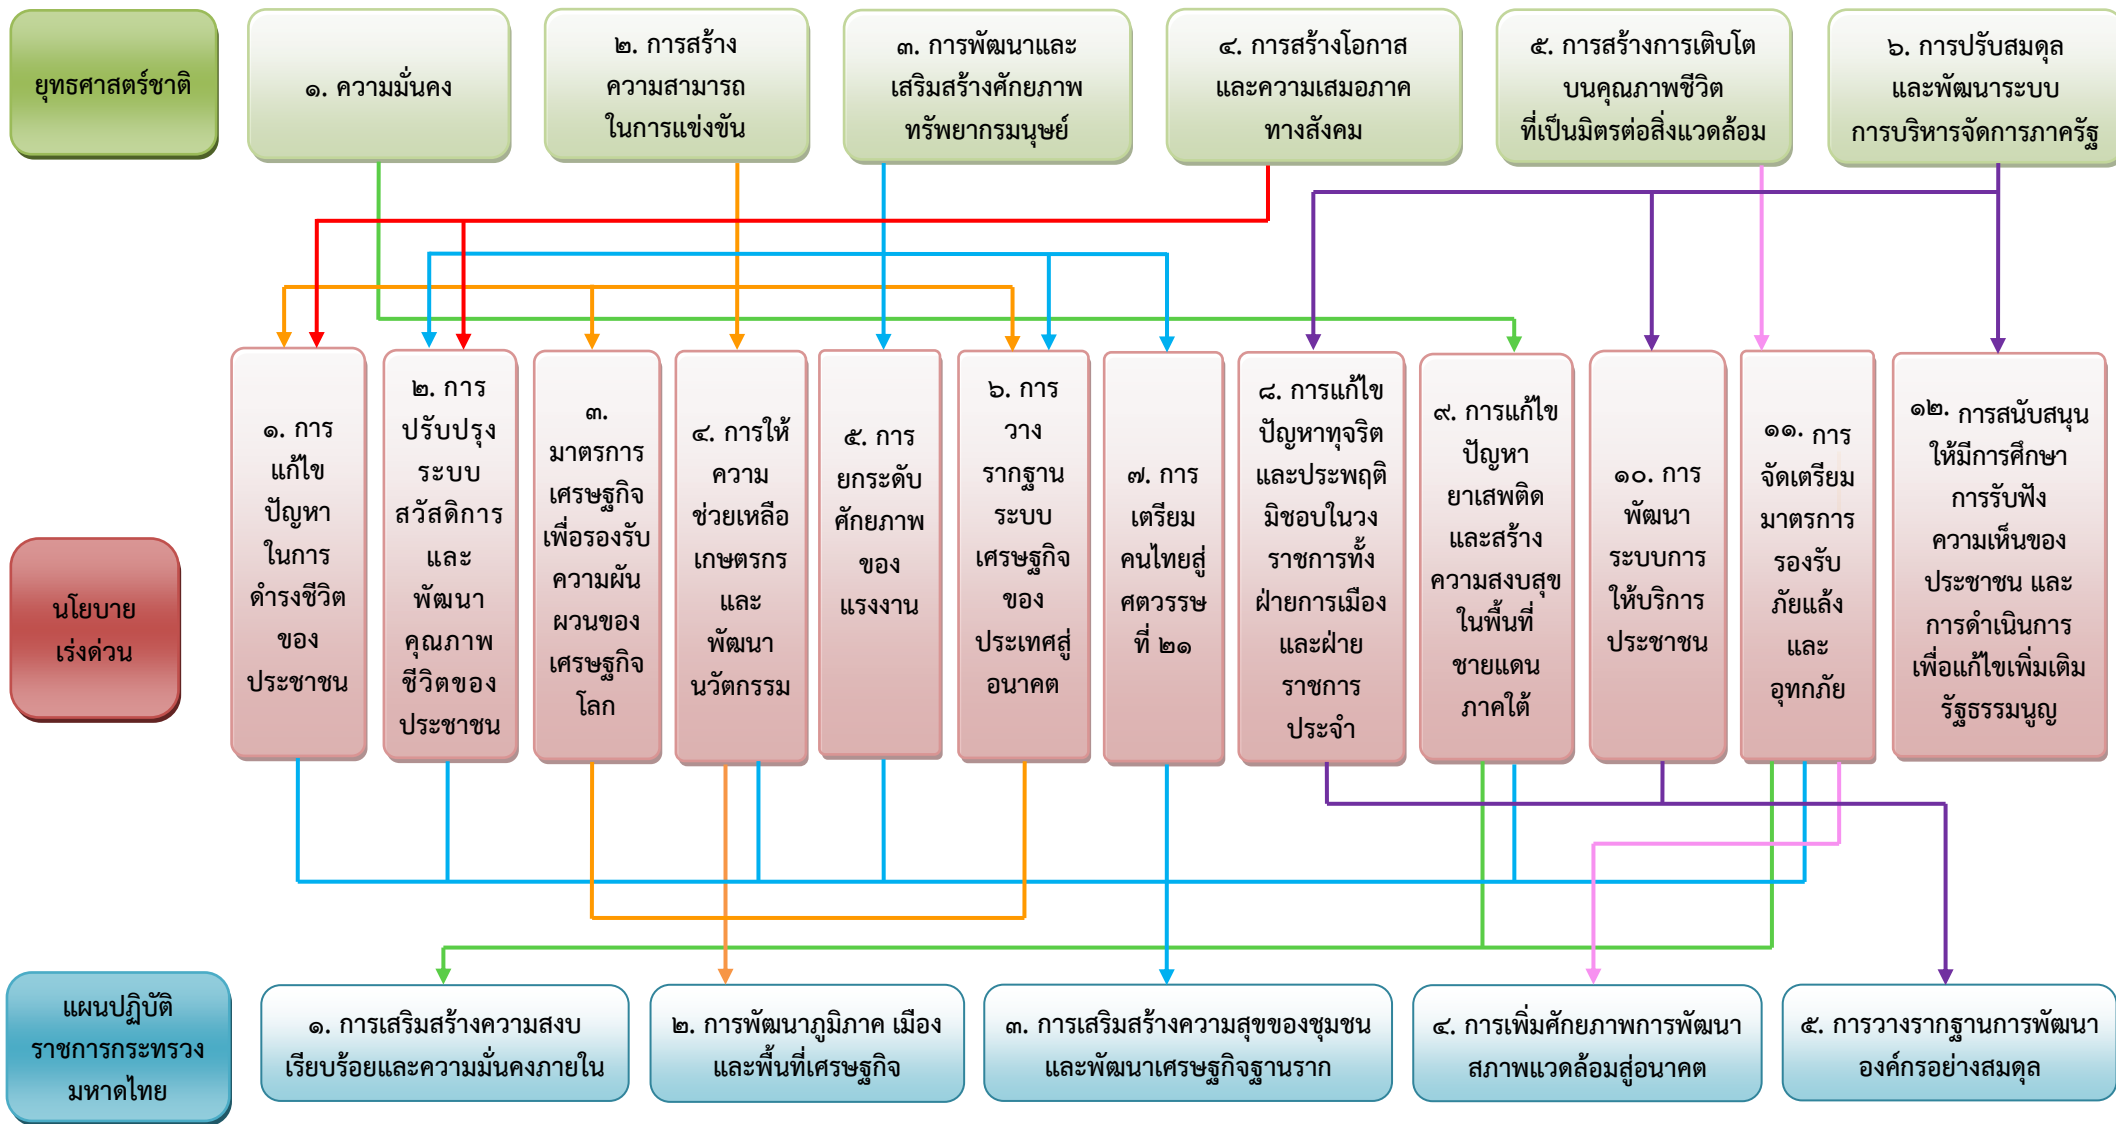 ยุทธศาสตร์ชาติ
๑. ความมั่นคง
๒. การสร้าง
ความสามารถ
ในการแข่งขัน
๓. การพัฒนาและ
เสริมสร้างศักยภาพ
ทรัพยากรมนุษย์
๔. การสร้างโอกาส
และความเสมอภาค
ทางสังคม
๕. การสร้างการเติบโต
บนคุณภาพชีวิต
ที่เป็นมิตรต่อสิ่งแวดล้อม
๖. การปรับสมดุล
และพัฒนาระบบ
การบริหารจัดการภาครัฐ
นโยบาย
เร่งด่วน
๑. การ
แก้ไข
ปัญหา
ในการ
ดำรงชีวิต
ของ
ประชาชน
๒. การ
ปรับปรุง
ระบบ
สวัสดิการ
และ
พัฒนา
คุณภาพ
ชีวิตของ
ประชาชน
๓.
มาตรการ
เศรษฐกิจ
เพื่อรองรับ
ความผัน
ผวนของ
เศรษฐกิจ
โลก
๔. การให้
ความ
ช่วยเหลือ
เกษตรกร
และ
พัฒนา
นวัตกรรม
๕. การ
ยกระดับ
ศักยภาพ
ของ
แรงงาน
๖. การ
วาง
รากฐาน
ระบบ
เศรษฐกิจ
ของ
ประเทศสู่
อนาคต
๗. การ
เตรียม
คนไทยสู่
ศตวรรษ
ที่ ๒๑
๘. การแก้ไข
ปัญหาทุจริต
และประพฤติ
มิชอบในวง
ราชการทั้ง
ฝ่ายการเมือง
และฝ่าย
ราชการ
ประจำ
๙. การแก้ไข
ปัญหา
ยาเสพติด
และสร้าง
ความสงบสุข
ในพื้นที่
ชายแดน
ภาคใต้
๑๐. การ
พัฒนา
ระบบการ
ให้บริการ
ประชาชน
๑๑. การ
จัดเตรียม
มาตรการ
รองรับ
ภัยแล้ง
และ
อุทกภัย
๑๒. การสนับสนุน
ให้มีการศึกษา
การรับฟัง
ความเห็นของ
ประชาชน และ
การดำเนินการ
เพื่อแก้ไขเพิ่มเติม
รัฐธรรมนูญ
แผนปฏิบัติ
ราชการกระทรวง
มหาดไทย
๑. การเสริมสร้างความสงบ
เรียบร้อยและความมั่นคงภายใน
๒. การพัฒนาภูมิภาค เมือง
และพื้นที่เศรษฐกิจ
๓. การเสริมสร้างความสุขของชุมชน
และพัฒนาเศรษฐกิจฐานราก
๔. การเพิ่มศักยภาพการพัฒนา
สภาพแวดล้อมสู่อนาคต
๕. การวางรากฐานการพัฒนา
องค์กรอย่างสมดุล